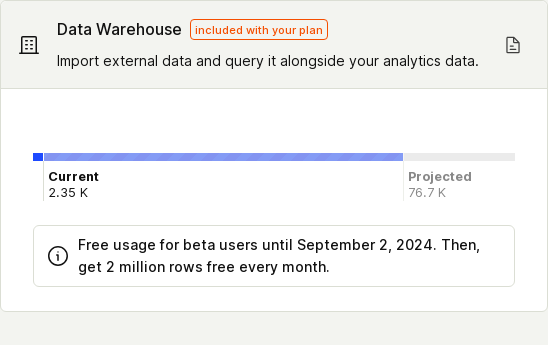 Data Warehouse included with your plan
Import external data and query it alongside your analytics data.
Current Projected
2.35 K 76.7 K
Free usage for beta users until September 2, 2024. Then,
get 2 million rows free every month.